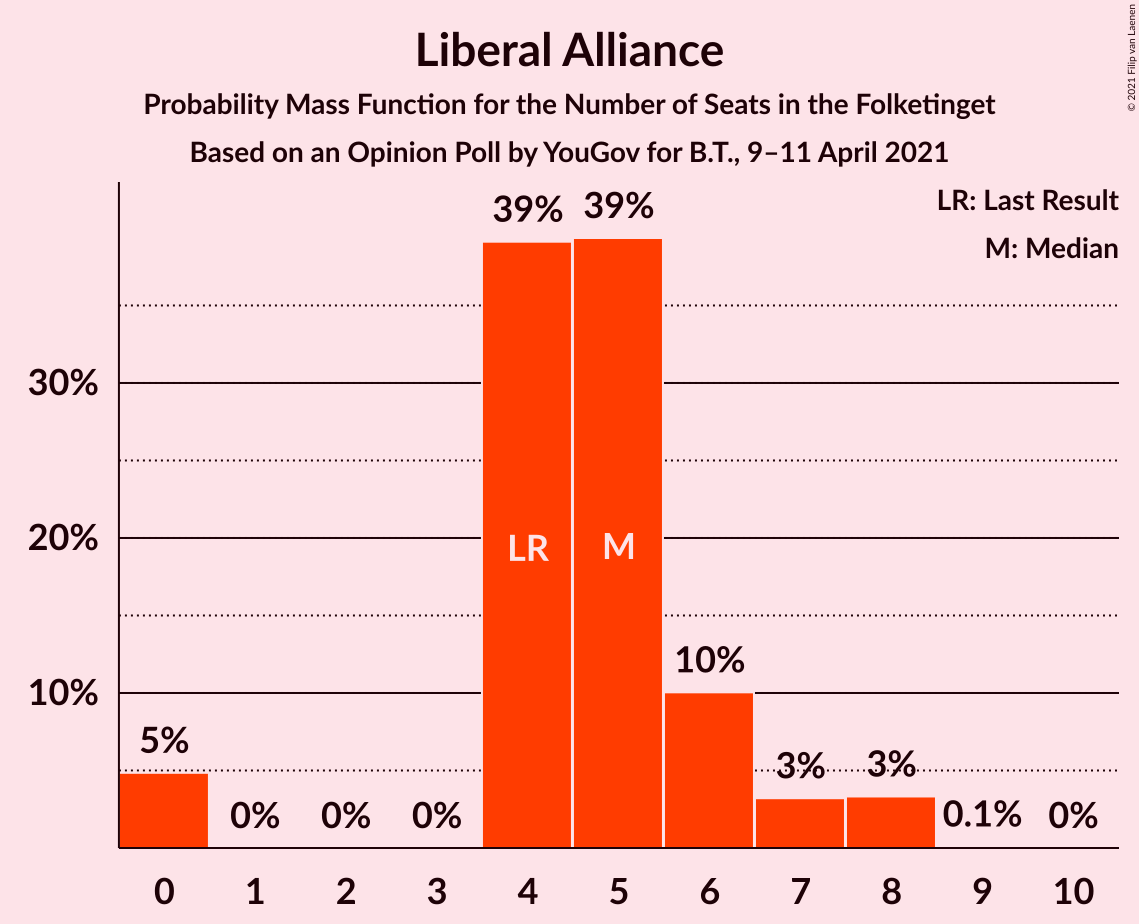 Liberal Alliance
Probability Mass Function for the Number of Seats in the Folketinget
Based on an Opinion Poll by YouGov for B.T., 9–11 April 2021
© 2021 Filip van Laenen
LR: Last Result
M: Median
39% 39%
30%
20%
LR M
10%
10%
5% 3% 3%
0% 0% 0% 0.1% 0%
0 1 2 3 4 5 6 7 8 9 10